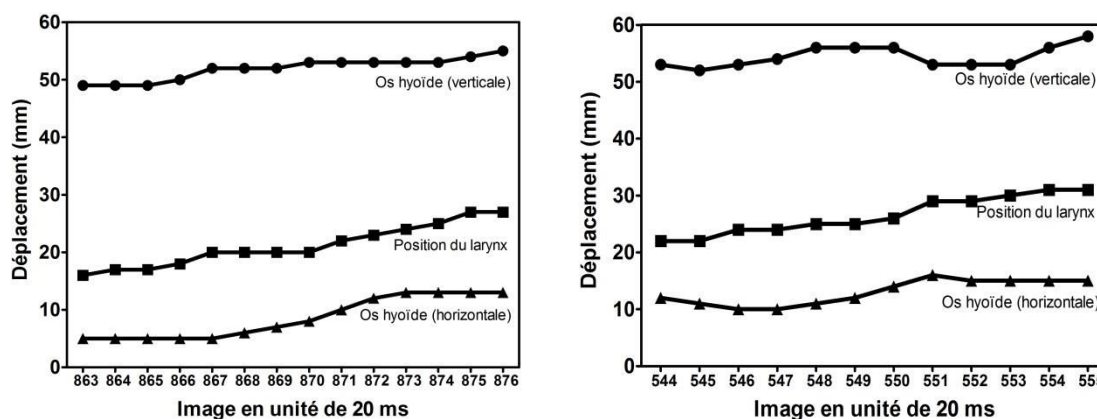 Déplacement (mm)
60
50
40
30
20
10
0
Os hyoïde (verticale)
Position du larynx
Os hyoïde (horizontale)
863 864 865 866 867 868 869 870 871 872 873 874 875 876
Image en unité de 20 ms
Déplacement (mm)
60
50
40
30
20
10
0
Os hyoïde (verticale)
Position du larynx
Os hyoïde (horizontale)
544 545 546 547 548 549 550 551 552 553 554 555
Image en unité de 20 ms